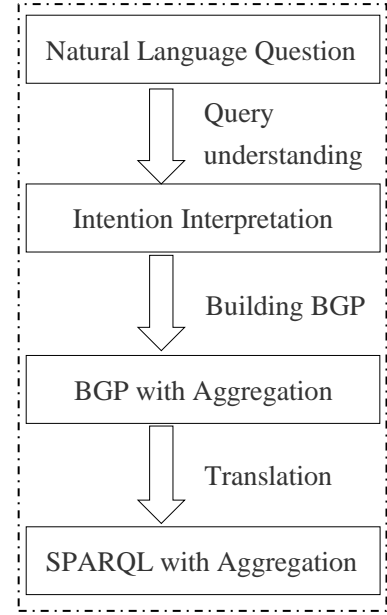 Natural Language Question
Query
understanding
Intention Interpretation
Building BGP
BGP with Aggregation
Translation
SPARQL with Aggregation